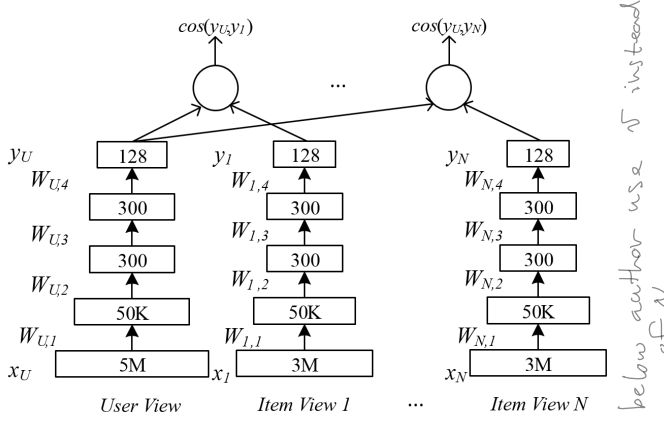 cos(y_U,y_1) cos(y_U,y_N)
...
y_U 128 y_1 128 y_N 128
W_U,4 W_1,4 W_N,4
300 300 300
W_U,3 W_1,3 W_N,3
300 300 300
W_U,2 W_1,2 W_N,2
50K 50K 50K
W_U,1 W_1,1 W_N,1
x_U 5M x_1 3M x_N 3M
User View Item View 1 ... Item View N
below author use v instead
of N